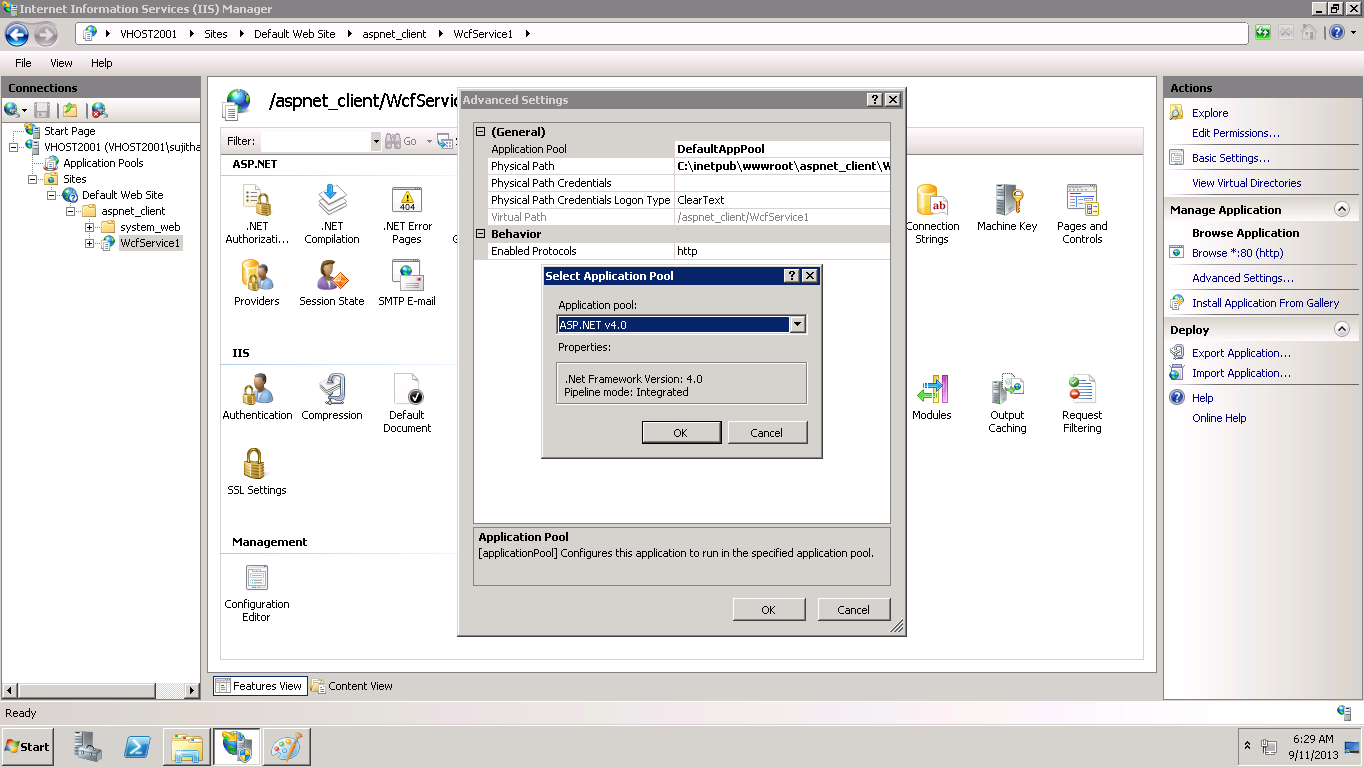 Internet Information Services (IIS) Manager
VHOST2001 Sites Default Web Site aspnet_client WcfService1
File View Help
Connections
Start Page
VHOST2001 (VHOST2001\sujitha
Application Pools
Sites
Default Web Site
aspnet_client
system_web
WcfService1
/aspnet_client/WcfServic
Filter: Go
ASP.NET
.NET Authorizati...
.NET Compilation
.NET Error Pages
Providers
Session State
SMTP E-mail
Connection Strings
Machine Key
Pages and Controls
IIS
Authentication
Compression
Default Document
Modules
Output Caching
Request Filtering
SSL Settings
Management
Configuration Editor
Advanced Settings
(General)
Application Pool DefaultAppPool
Physical Path C:\inetpub\wwwroot\aspnet_client\W
Physical Path Credentials
Physical Path Credentials Logon Type ClearText
Virtual Path /aspnet_client/WcfService1
Behavior
Enabled Protocols http
Select Application Pool
Application pool:
ASP.NET v4.0
Properties:
.Net Framework Version: 4.0
Pipeline mode: Integrated
OK Cancel
Application Pool
[applicationPool] Configures this application to run in the specified application pool.
OK Cancel
Actions
Explore
Edit Permissions...
Basic Settings...
View Virtual Directories
Manage Application
Browse Application
Browse *:80 (http)
Advanced Settings...
Install Application From Gallery
Deploy
Export Application...
Import Application...
Help
Online Help
Features View Content View
Ready
Start
6:29 AM
9/11/2013